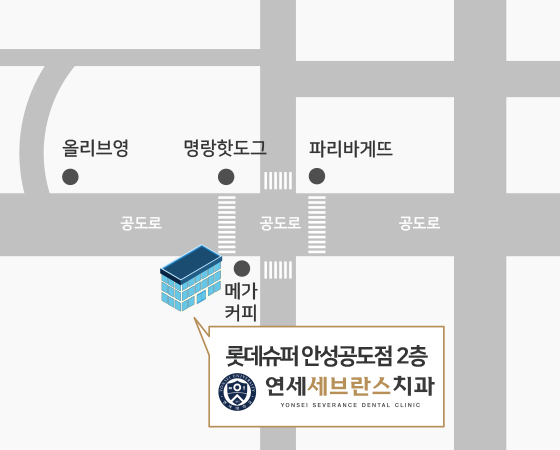 올리브영
명랑핫도그
파리바게뜨
공도로
공도로
공도로
메가
커피
롯데슈퍼 안성공도점 2층
연세세브란스치과
YONSEI SEVERANCE DENTAL CLINIC